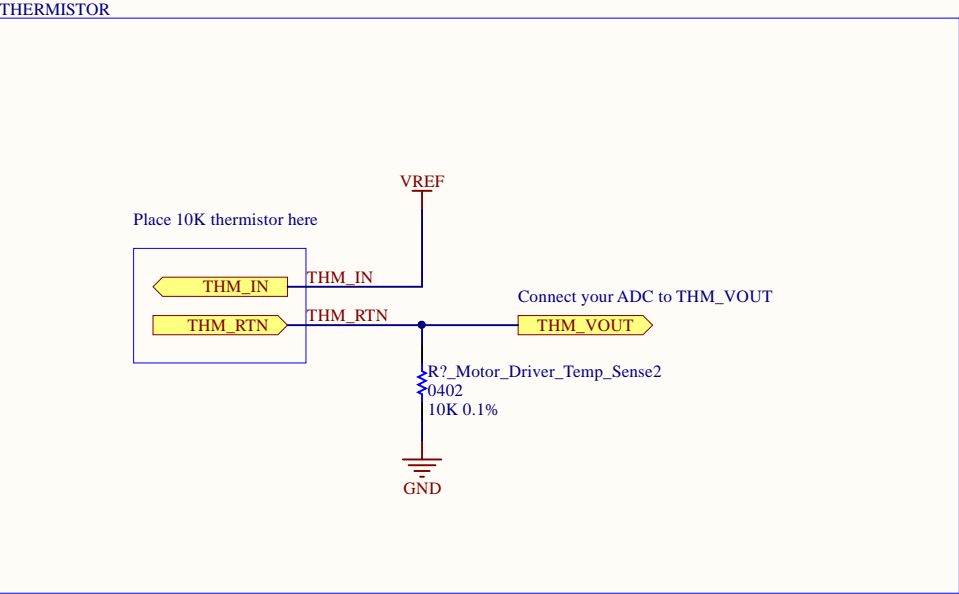 THERMISTOR
VREF
Place 10K thermistor here
THM_IN
THM_IN
Connect your ADC to THM_VOUT
THM_RTN
THM_RTN
THM_VOUT
R?_Motor_Driver_Temp_Sense2
0402
10K 0.1%
GND